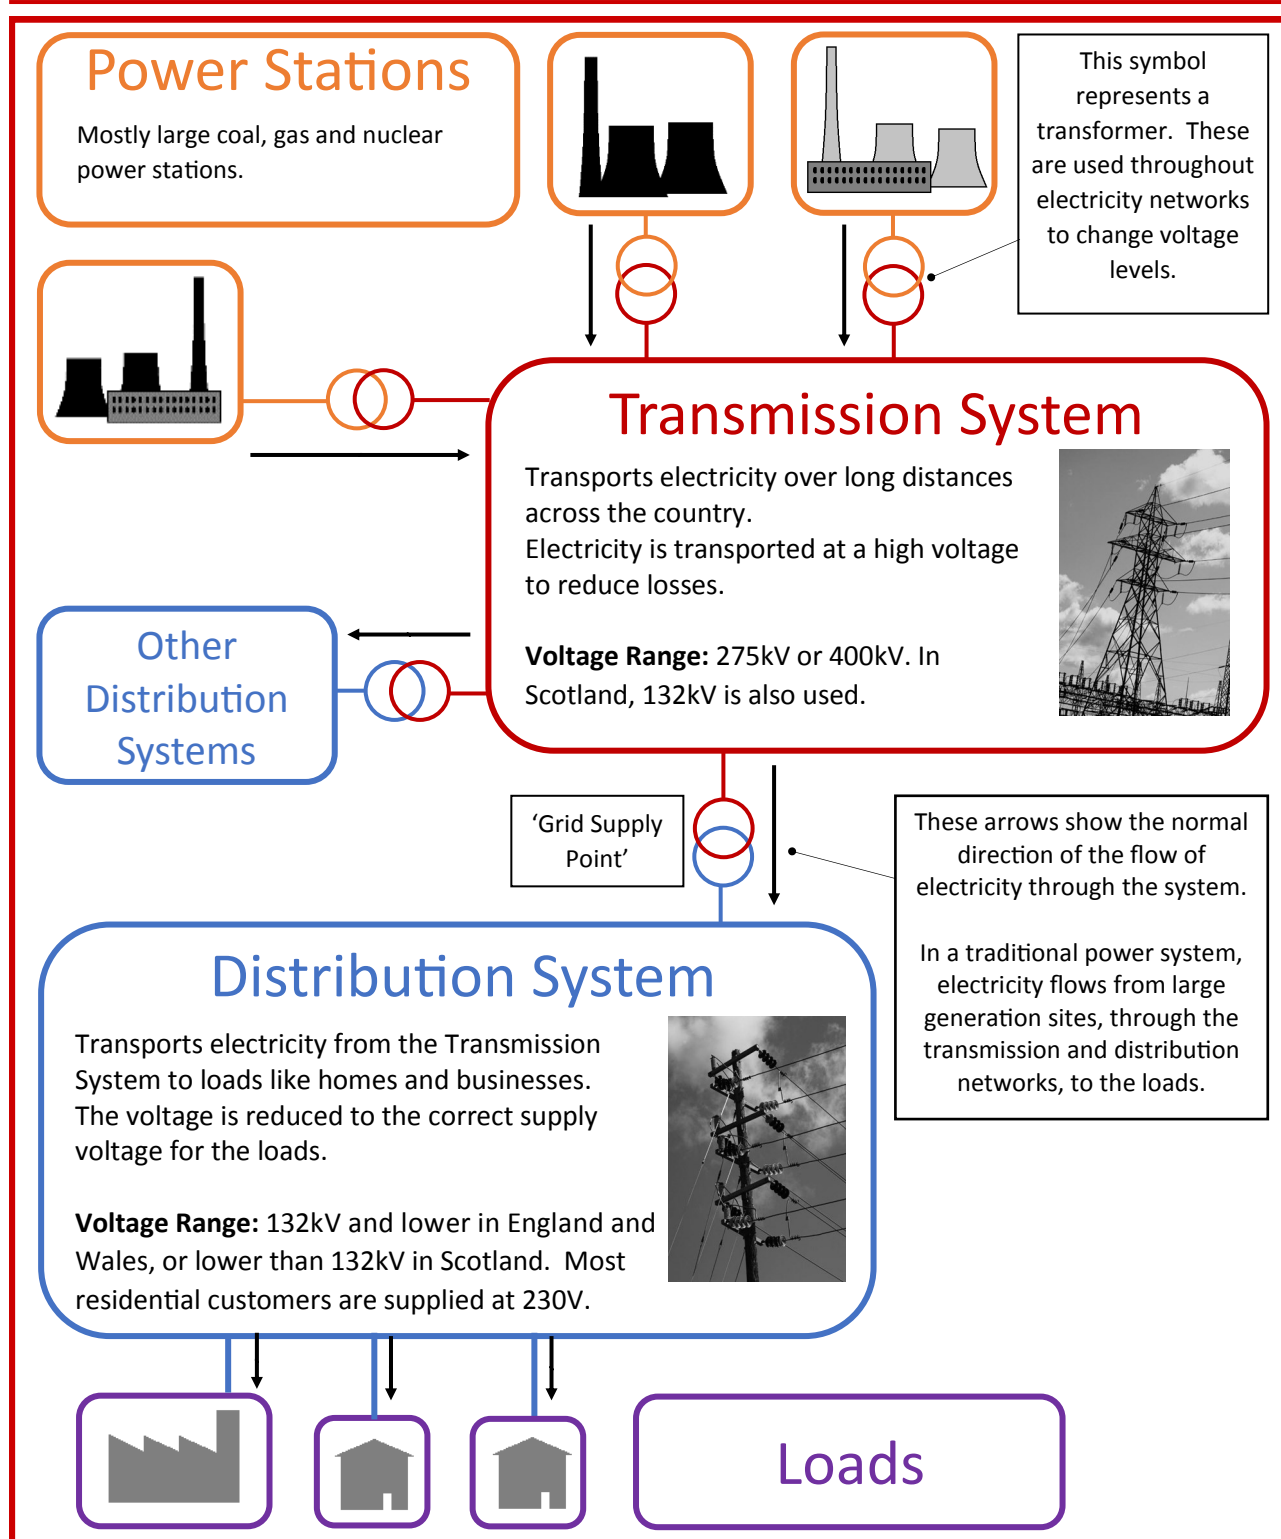 Power Stations
Mostly large coal, gas and nuclear
power stations.
This symbol
represents a
transformer. These
are used throughout
electricity networks
to change voltage
levels.
Transmission System
Transports electricity over long distances
across the country.
Electricity is transported at a high voltage
to reduce losses.
Voltage Range: 275kV or 400kV. In
Scotland, 132kV is also used.
Other
Distribution
Systems
‘Grid Supply
Point’
These arrows show the normal
direction of the flow of
electricity through the system.
In a traditional power system,
electricity flows from large
generation sites, through the
transmission and distribution
networks, to the loads.
Distribution System
Transports electricity from the Transmission
System to loads like homes and businesses.
The voltage is reduced to the correct supply
voltage for the loads.
Voltage Range: 132kV and lower in England and
Wales, or lower than 132kV in Scotland. Most
residential customers are supplied at 230V.
Loads